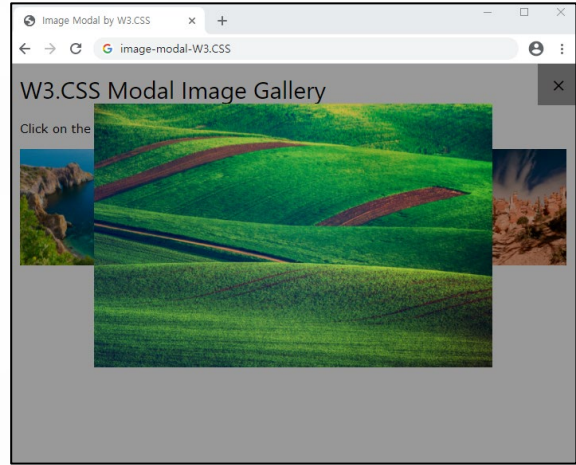 Image Modal by W3.CSS
image-modal-W3.CSS
W3.CSS Modal Image Gallery
Click on the